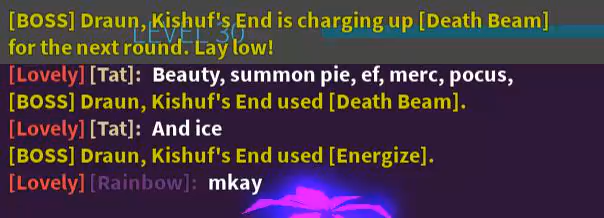 [BOSS] Draun, Kishuf's End is charging up [Death Beam]
for the next round. Lay low!
LEVEL 30
[Lovely] [Tat]: Beauty, summon pie, ef, merc, pocus,
[BOSS] Draun, Kishuf's End used [Death Beam].
[Lovely] [Tat]: And ice
[BOSS] Draun, Kishuf's End used [Energize].
[Lovely] [Rainbow]: mkay